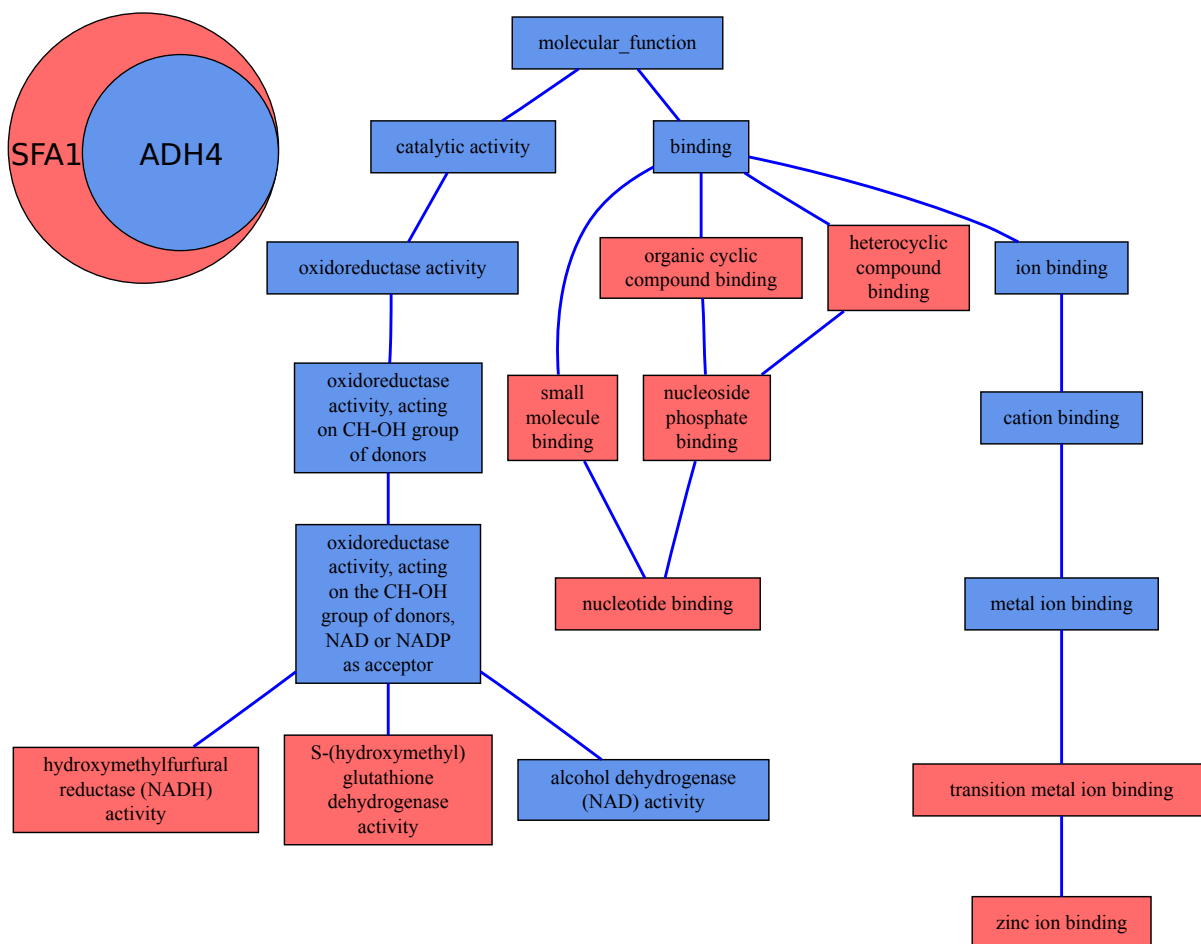 molecular_function
SFA1
ADH4
catalytic activity
binding
oxidoreductase activity
organic cyclic
compound binding
heterocyclic
compound
binding
ion binding
oxidoreductase
activity, acting
on CH-OH group
of donors
small
molecule
binding
nucleoside
phosphate
binding
cation binding
oxidoreductase
activity, acting
on the CH-OH
group of donors,
NAD or NADP
as acceptor
nucleotide binding
metal ion binding
hydroxymethylfurfural
reductase (NADH)
activity
S-(hydroxymethyl)
glutathione
dehydrogenase
activity
alcohol dehydrogenase
(NAD) activity
transition metal ion binding
zinc ion binding